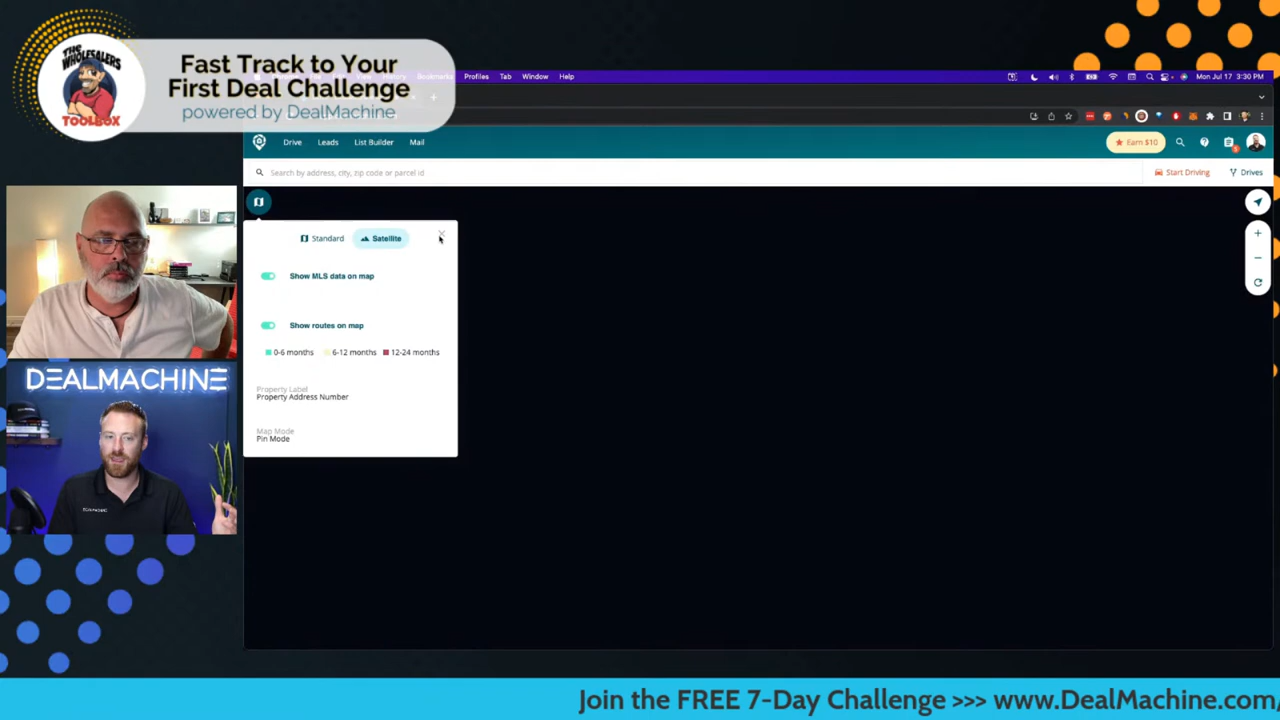 THE WHOLESALERS
TOOLBOX
Fast Track to Your
First Deal Challenge
powered by DealMachine
View History Bookmarks Profiles Tab Window Help
Mon Jul 17 3:30 PM
Drive Leads List Builder Mail
Earn $10
Search by address, city, zip code or parcel id
Start Driving Drives
Standard Satellite
Show MLS data on map
Show routes on map
0-6 months 6-12 months 12-24 months
Property Label
Property Address Number
Map Mode
Pin Mode
DEALMACHINE
Join the FREE 7-Day Challenge >>> www.DealMachine.com/